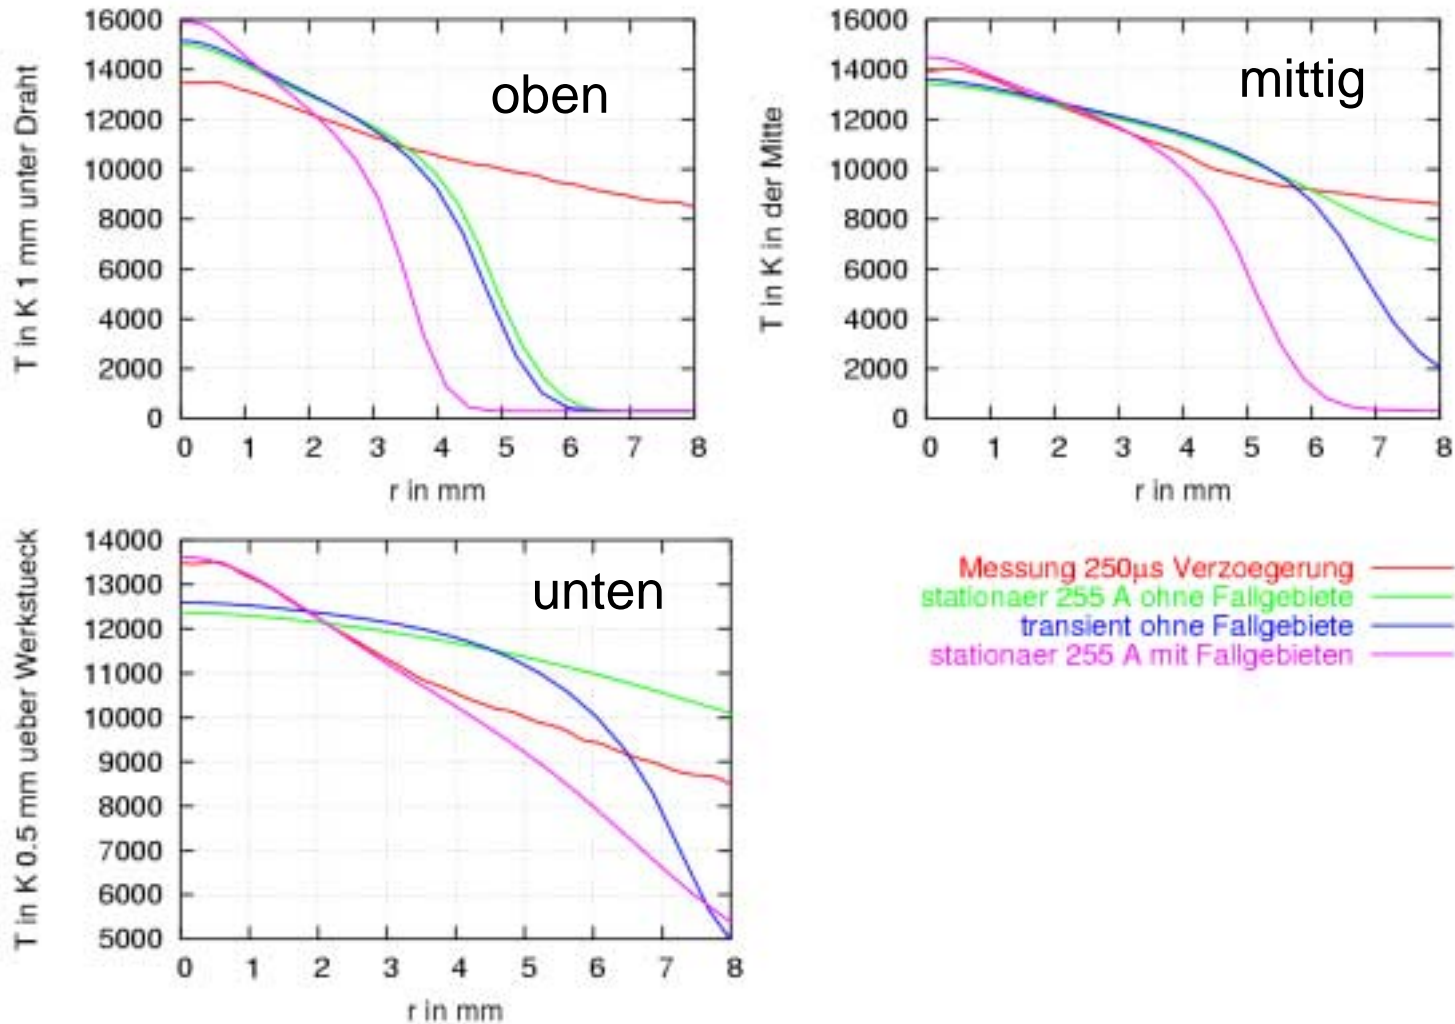 oben
T in K 1 mm unter Draht
16000
14000
12000
10000
8000
6000
4000
2000
0
0 1 2 3 4 5 6 7 8
r in mm
mittig
T in K in der Mitte
16000
14000
12000
10000
8000
6000
4000
2000
0
0 1 2 3 4 5 6 7 8
r in mm
unten
T in K 0.5 mm ueber Werkstueck
14000
13000
12000
11000
10000
9000
8000
7000
6000
5000
0 1 2 3 4 5 6 7 8
r in mm
Messung 250µs Verzoegerung
stationaer 255 A ohne Fallgebiete
transient ohne Fallgebiete
stationaer 255 A mit Fallgebieten